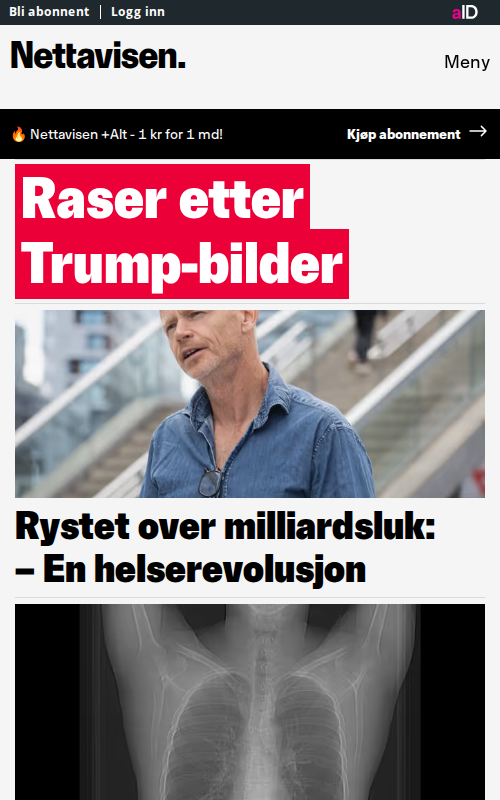 Bli abonnent | Logg inn
aID
Nettavisen.
Meny
🔥 Nettavisen +Alt - 1 kr for 1 md!
Kjøp abonnement →
Raser etter
Trump-bilder
Rystet over milliardsluk:
– En helserevolusjon